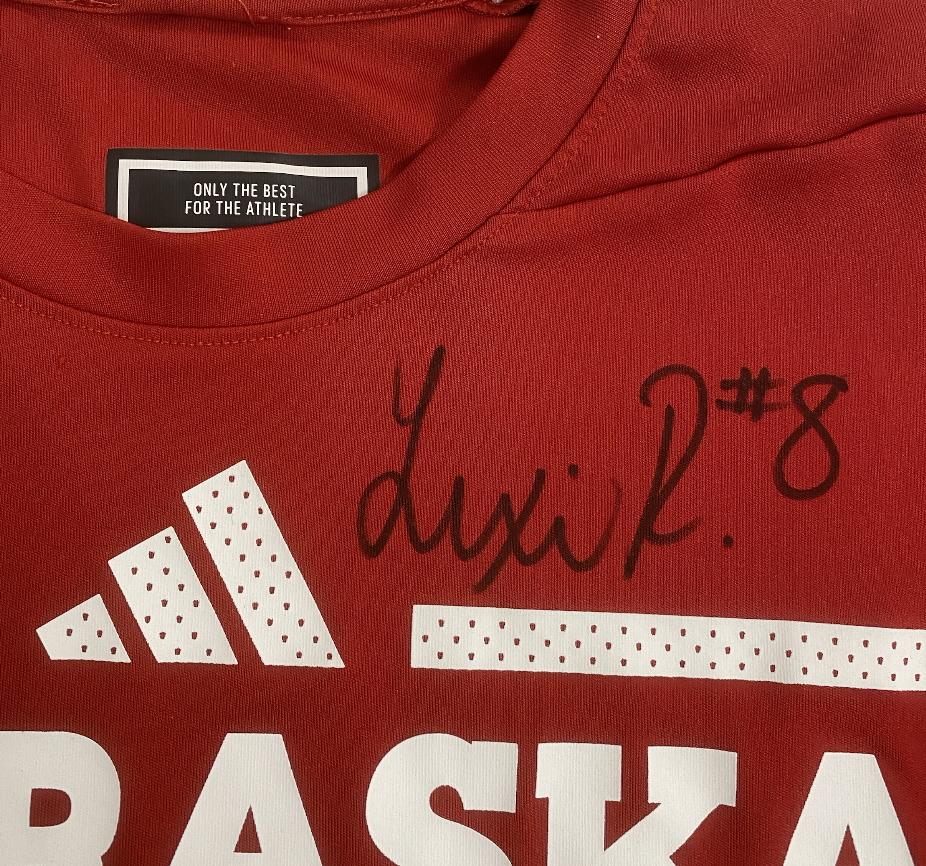 ONLY THE BEST
FOR THE ATHLETE
Lexi R. #8
RASKA